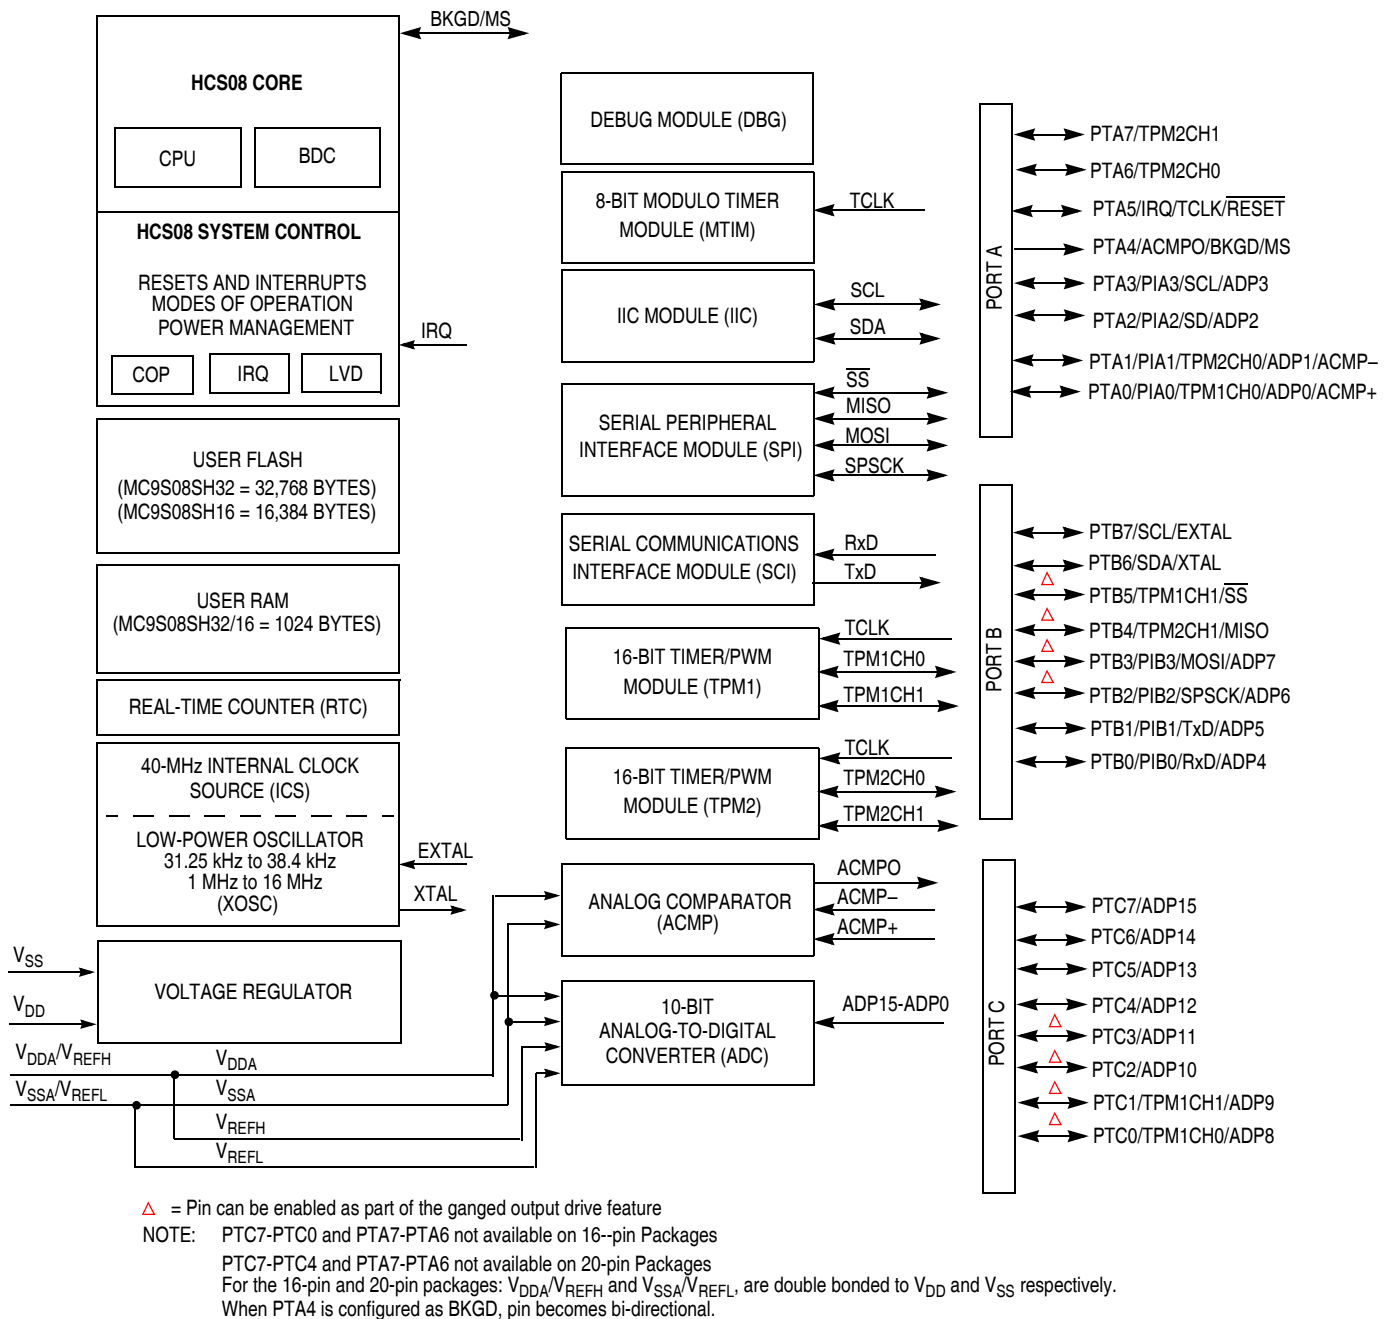 BKGD/MS
HCS08 CORE
CPU
BDC
HCS08 SYSTEM CONTROL
RESETS AND INTERRUPTS
MODES OF OPERATION
POWER MANAGEMENT
IRQ
COP
IRQ
LVD
USER FLASH
(MC9S08SH32 = 32,768 BYTES)
(MC9S08SH16 = 16,384 BYTES)
USER RAM
(MC9S08SH32/16 = 1024 BYTES)
REAL-TIME COUNTER (RTC)
40-MHz INTERNAL CLOCK
SOURCE (ICS)
LOW-POWER OSCILLATOR
31.25 kHz to 38.4 kHz
1 MHz to 16 MHz
(XOSC)
EXTAL
XTAL
VSS
VDD
VOLTAGE REGULATOR
VDDA/VREFH
VSSA/VREFL
VDDA
VSSA
VREFH
VREFL
DEBUG MODULE (DBG)
8-BIT MODULO TIMER
MODULE (MTIM)
TCLK
IIC MODULE (IIC)
SCL
SDA
SERIAL PERIPHERAL
INTERFACE MODULE (SPI)
SS
MISO
MOSI
SPSCK
SERIAL COMMUNICATIONS
INTERFACE MODULE (SCI)
RxD
TxD
16-BIT TIMER/PWM
MODULE (TPM1)
TCLK
TPM1CH0
TPM1CH1
16-BIT TIMER/PWM
MODULE (TPM2)
TCLK
TPM2CH0
TPM2CH1
ANALOG COMPARATOR
(ACMP)
ACMPO
ACMP–
ACMP+
10-BIT
ANALOG-TO-DIGITAL
CONVERTER (ADC)
ADP15-ADP0
PORT A
PTA7/TPM2CH1
PTA6/TPM2CH0
PTA5/IRQ/TCLK/RESET
PTA4/ACMPO/BKGD/MS
PTA3/PIA3/SCL/ADP3
PTA2/PIA2/SD/ADP2
PTA1/PIA1/TPM2CH0/ADP1/ACMP–
PTA0/PIA0/TPM1CH0/ADP0/ACMP+
PORT B
PTB7/SCL/EXTAL
PTB6/SDA/XTAL
PTB5/TPM1CH1/SS
PTB4/TPM2CH1/MISO
PTB3/PIB3/MOSI/ADP7
PTB2/PIB2/SPSCK/ADP6
PTB1/PIB1/TxD/ADP5
PTB0/PIB0/RxD/ADP4
PORT C
PTC7/ADP15
PTC6/ADP14
PTC5/ADP13
PTC4/ADP12
PTC3/ADP11
PTC2/ADP10
PTC1/TPM1CH1/ADP9
PTC0/TPM1CH0/ADP8
Δ = Pin can be enabled as part of the ganged output drive feature
NOTE: PTC7-PTC0 and PTA7-PTA6 not available on 16--pin Packages
PTC7-PTC4 and PTA7-PTA6 not available on 20-pin Packages
For the 16-pin and 20-pin packages: VDDA/VREFH and VSSA/VREFL, are double bonded to VDD and VSS respectively.
When PTA4 is configured as BKGD, pin becomes bi-directional.